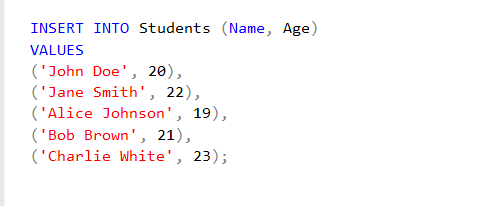 INSERT INTO Students (Name, Age)
VALUES
('John Doe', 20),
('Jane Smith', 22),
('Alice Johnson', 19),
('Bob Brown', 21),
('Charlie White', 23);